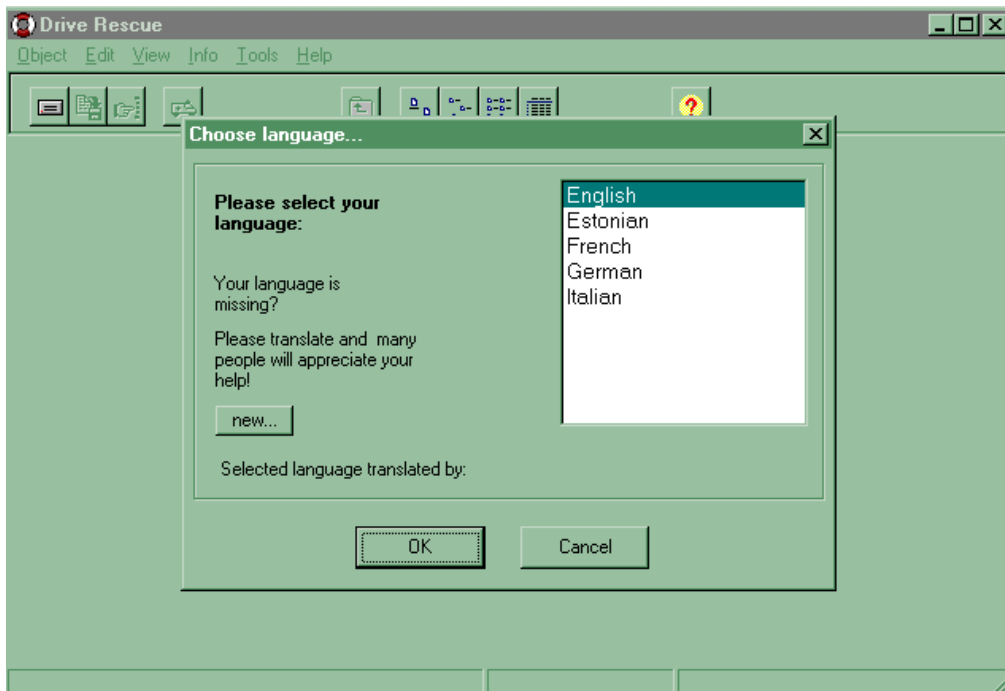 Drive Rescue
Object Edit View Info Tools Help
Choose language...
Please select your
language:
Your language is
missing?
Please translate and many
people will appreciate your
help!
new...
Selected language translated by:
English
Estonian
French
German
Italian
OK
Cancel